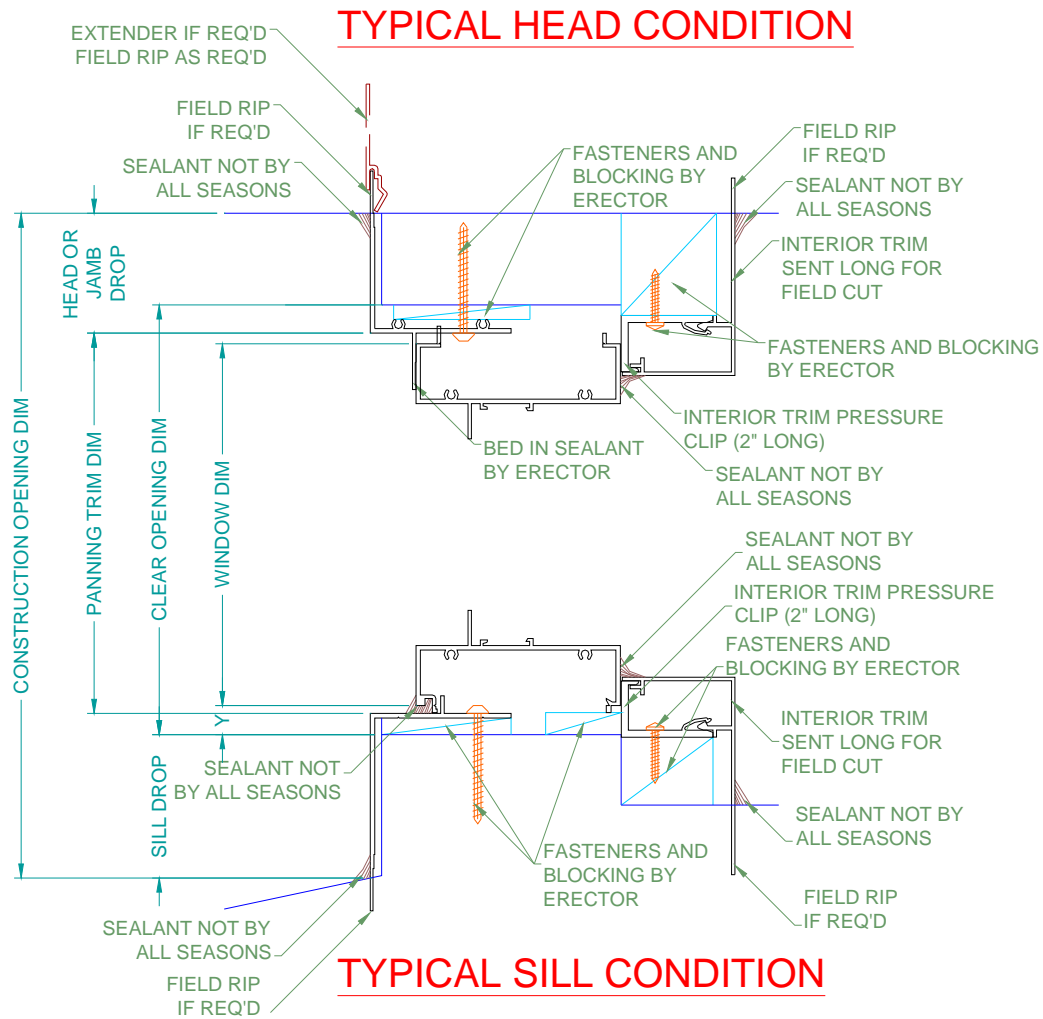 TYPICAL HEAD CONDITION
EXTENDER IF REQ'D
FIELD RIP AS REQ'D
FIELD RIP
IF REQ'D
SEALANT NOT BY
ALL SEASONS
FASTENERS AND
BLOCKING BY
ERECTOR
FIELD RIP
IF REQ'D
SEALANT NOT BY
ALL SEASONS
INTERIOR TRIM
SENT LONG FOR
FIELD CUT
FASTENERS AND BLOCKING
BY ERECTOR
INTERIOR TRIM PRESSURE
CLIP (2" LONG)
BED IN SEALANT
BY ERECTOR
SEALANT NOT BY
ALL SEASONS
HEAD OR
JAMB
DROP
CONSTRUCTION OPENING DIM
PANNING TRIM DIM
CLEAR OPENING DIM
WINDOW DIM
Y
SILL DROP
SEALANT NOT BY
ALL SEASONS
INTERIOR TRIM PRESSURE
CLIP (2" LONG)
FASTENERS AND
BLOCKING BY ERECTOR
INTERIOR TRIM
SENT LONG FOR
FIELD CUT
SEALANT NOT
BY ALL SEASONS
SEALANT NOT BY
ALL SEASONS
FASTENERS AND
BLOCKING BY
ERECTOR
FIELD RIP
IF REQ'D
SEALANT NOT BY
ALL SEASONS
FIELD RIP
IF REQ'D
TYPICAL SILL CONDITION